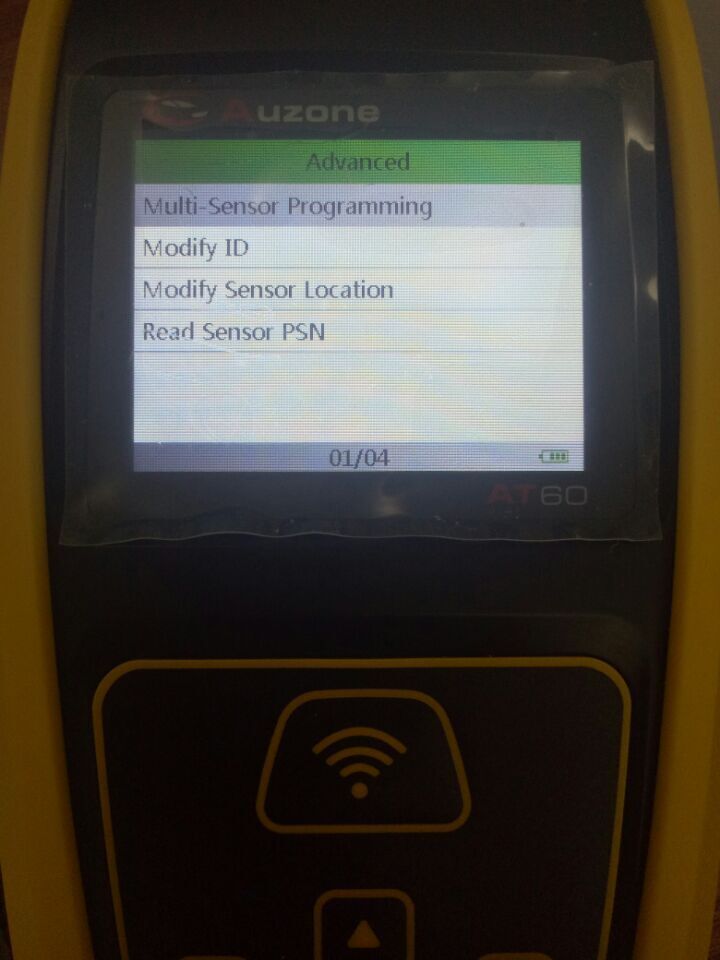 Auzone
Advanced
Multi-Sensor Programming
Modify ID
Modify Sensor Location
Read Sensor PSN
01/04
AT60